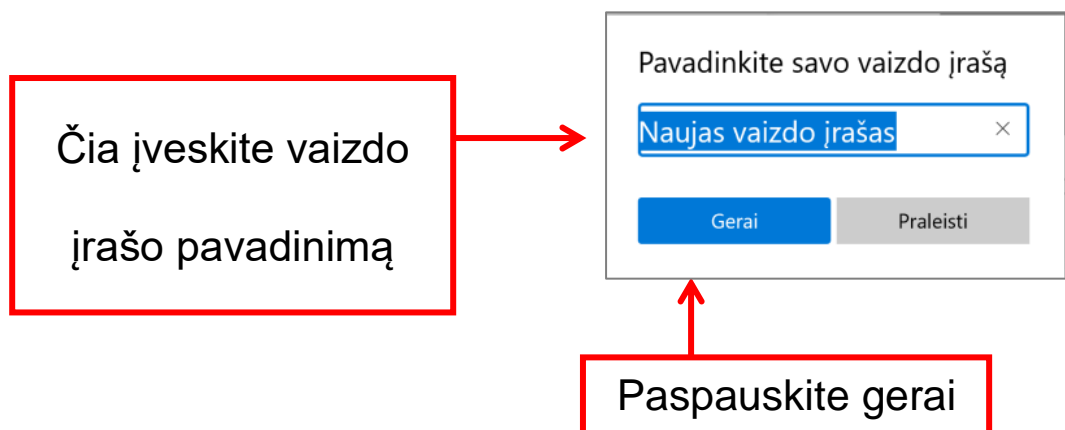 Pavadinkite savo vaizdo įrašą
Čia įveskite vaizdo
įrašo pavadinimą
Naujas vaizdo įrašas
Gerai
Praleisti
Paspauskite gerai